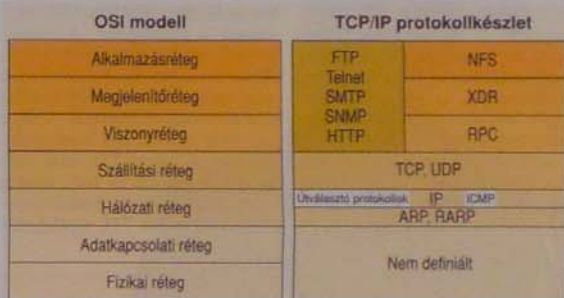 OSI modell
Alkalmazásréteg
Megjelenítőréteg
Viszonyréteg
Szállítási réteg
Hálózati réteg
Adatkapcsolati réteg
Fizikai réteg
TCP/IP protokollkészlet
FTP
Telnet
SMTP
SNMP
HTTP
NFS
XDR
RPC
TCP, UDP
Útválasztó protokollok IP ICMP
ARP, RARP
Nem definiált